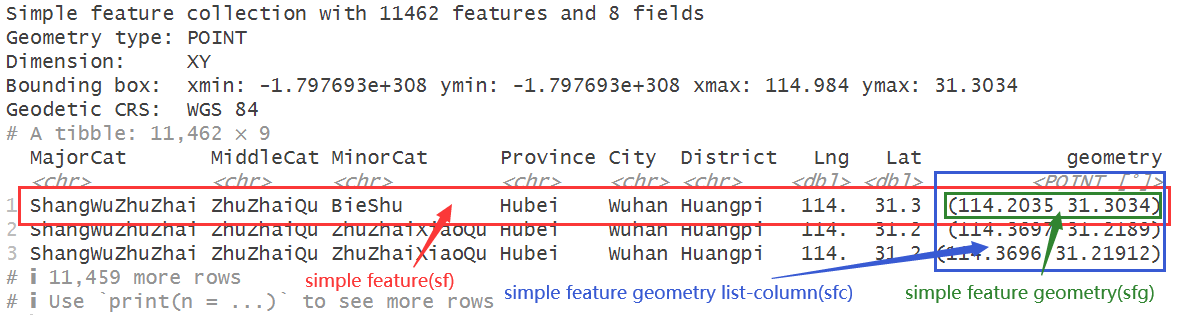 Simple feature collection with 11462 features and 8 fields
Geometry type: POINT
Dimension:     XY
Bounding box:  xmin: -1.797693e+308 ymin: -1.797693e+308 xmax: 114.984 ymax: 31.3034
Geodetic CRS:  WGS 84
# A tibble: 11,462 × 9
MajorCat MiddleCat MinorCat Province City District Lng Lat geometry
<chr> <chr> <chr> <chr> <chr> <chr> <dbl> <dbl> <POINT [°]>
1 ShangWuZhuZhai ZhuZhaiQu BieShu Hubei Wuhan Huangpi 114. 31.3 (114.2035 31.3034)
2 ShangWuZhuZhai ZhuZhaiQu ZhuZhaiXiaoQu Hubei Wuhan Huangpi 114. 31.2 (114.3697 31.2189)
3 ShangWuZhuZhai ZhuZhaiQu ZhuZhaiXiaoQu Hubei Wuhan Huangpi 114. 31.2 (114.3696 31.21912)
# ℹ 11,459 more rows
# ℹ Use `print(n = ...)` to see more rows
simple feature(sf)
simple feature geometry list-column(sfc)
simple feature geometry(sfg)